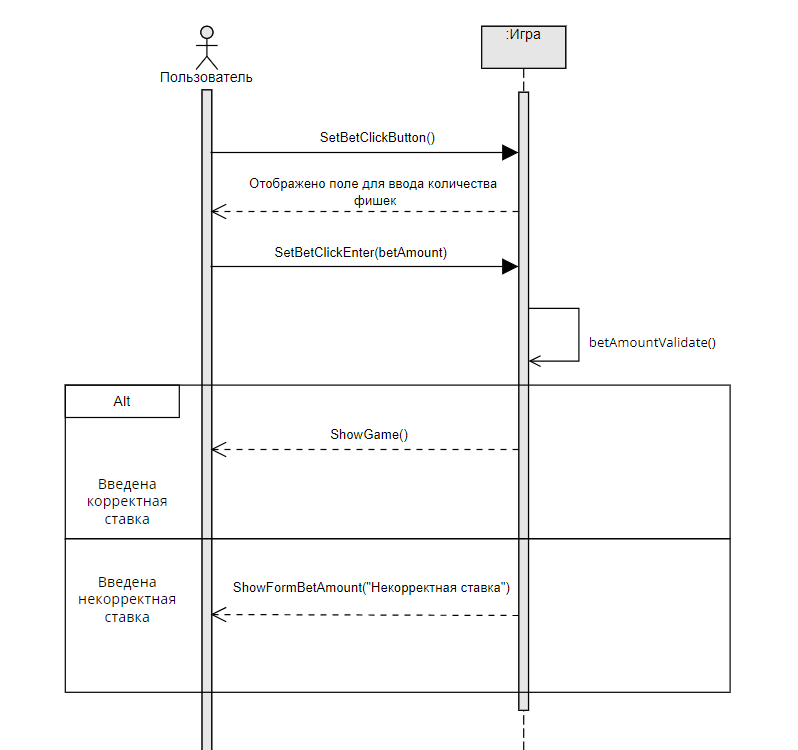 :Игра
Пользователь
SetBetClickButton()
Отображено поле для ввода количества
фишек
SetBetClickEnter(betAmount)
betAmountValidate()
Alt
ShowGame()
Введена
корректная
ставка
Введена
некорректная
ставка
ShowFormBetAmount("Некорректная ставка")